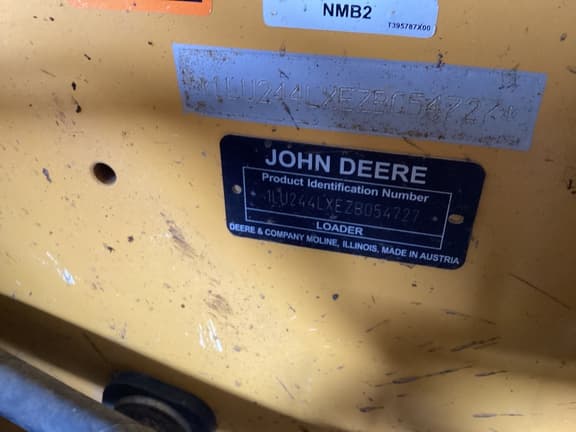 NMB2
T395787X00
*1LU244LXEZB054727*
JOHN DEERE
Product Identification Number
*1LU244LXEZB054727*
LOADER
DEERE & COMPANY MOLINE, ILLINOIS, MADE IN AUSTRIA